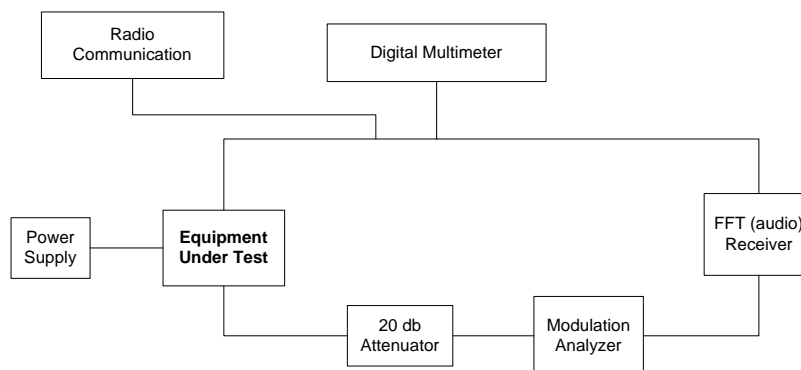 Radio
Communication
Digital Multimeter
Power
Supply
Equipment
Under Test
FFT (audio)
Receiver
20 db
Attenuator
Modulation
Analyzer